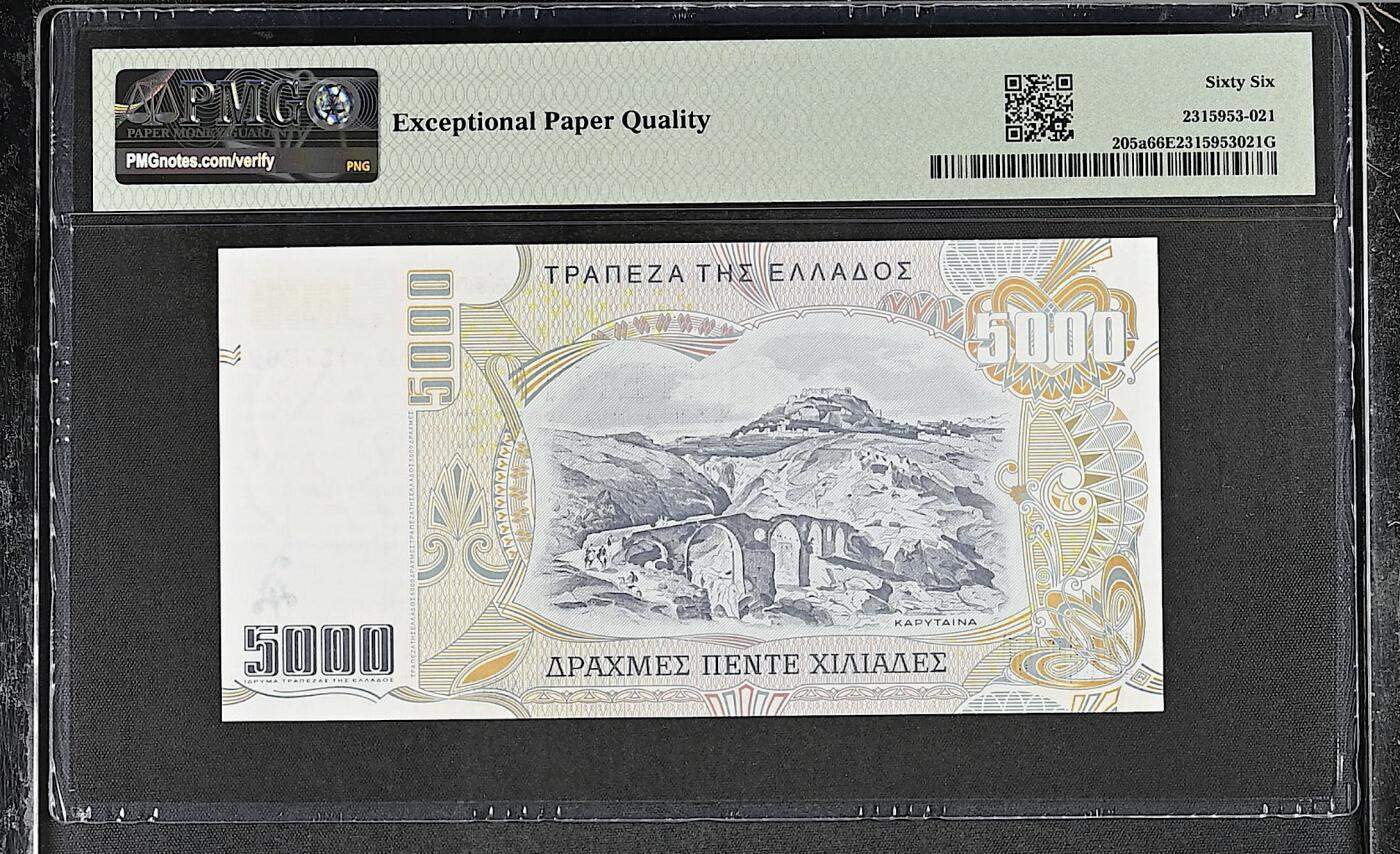 PMG
PAPER MONEY GUARANTY
PMGnotes.com/verify
PNG
Exceptional Paper Quality
Sixty Six
2315953-021
205a66E2315953021G
ΤΡΑΠΕΖΑ ΤΗΣ ΕΛΛΑΔΟΣ
5000
5000
ΚΑΡΥΤΑΙΝΑ
ΔΡΑΧΜΕΣ ΠΕΝΤΕ ΧΙΛΙΑΔΕΣ
5000
ΙΔΡΥΜΑ ΤΡΑΠΕΖΑΣ ΤΗΣ ΕΛΛΑΔΟΣ